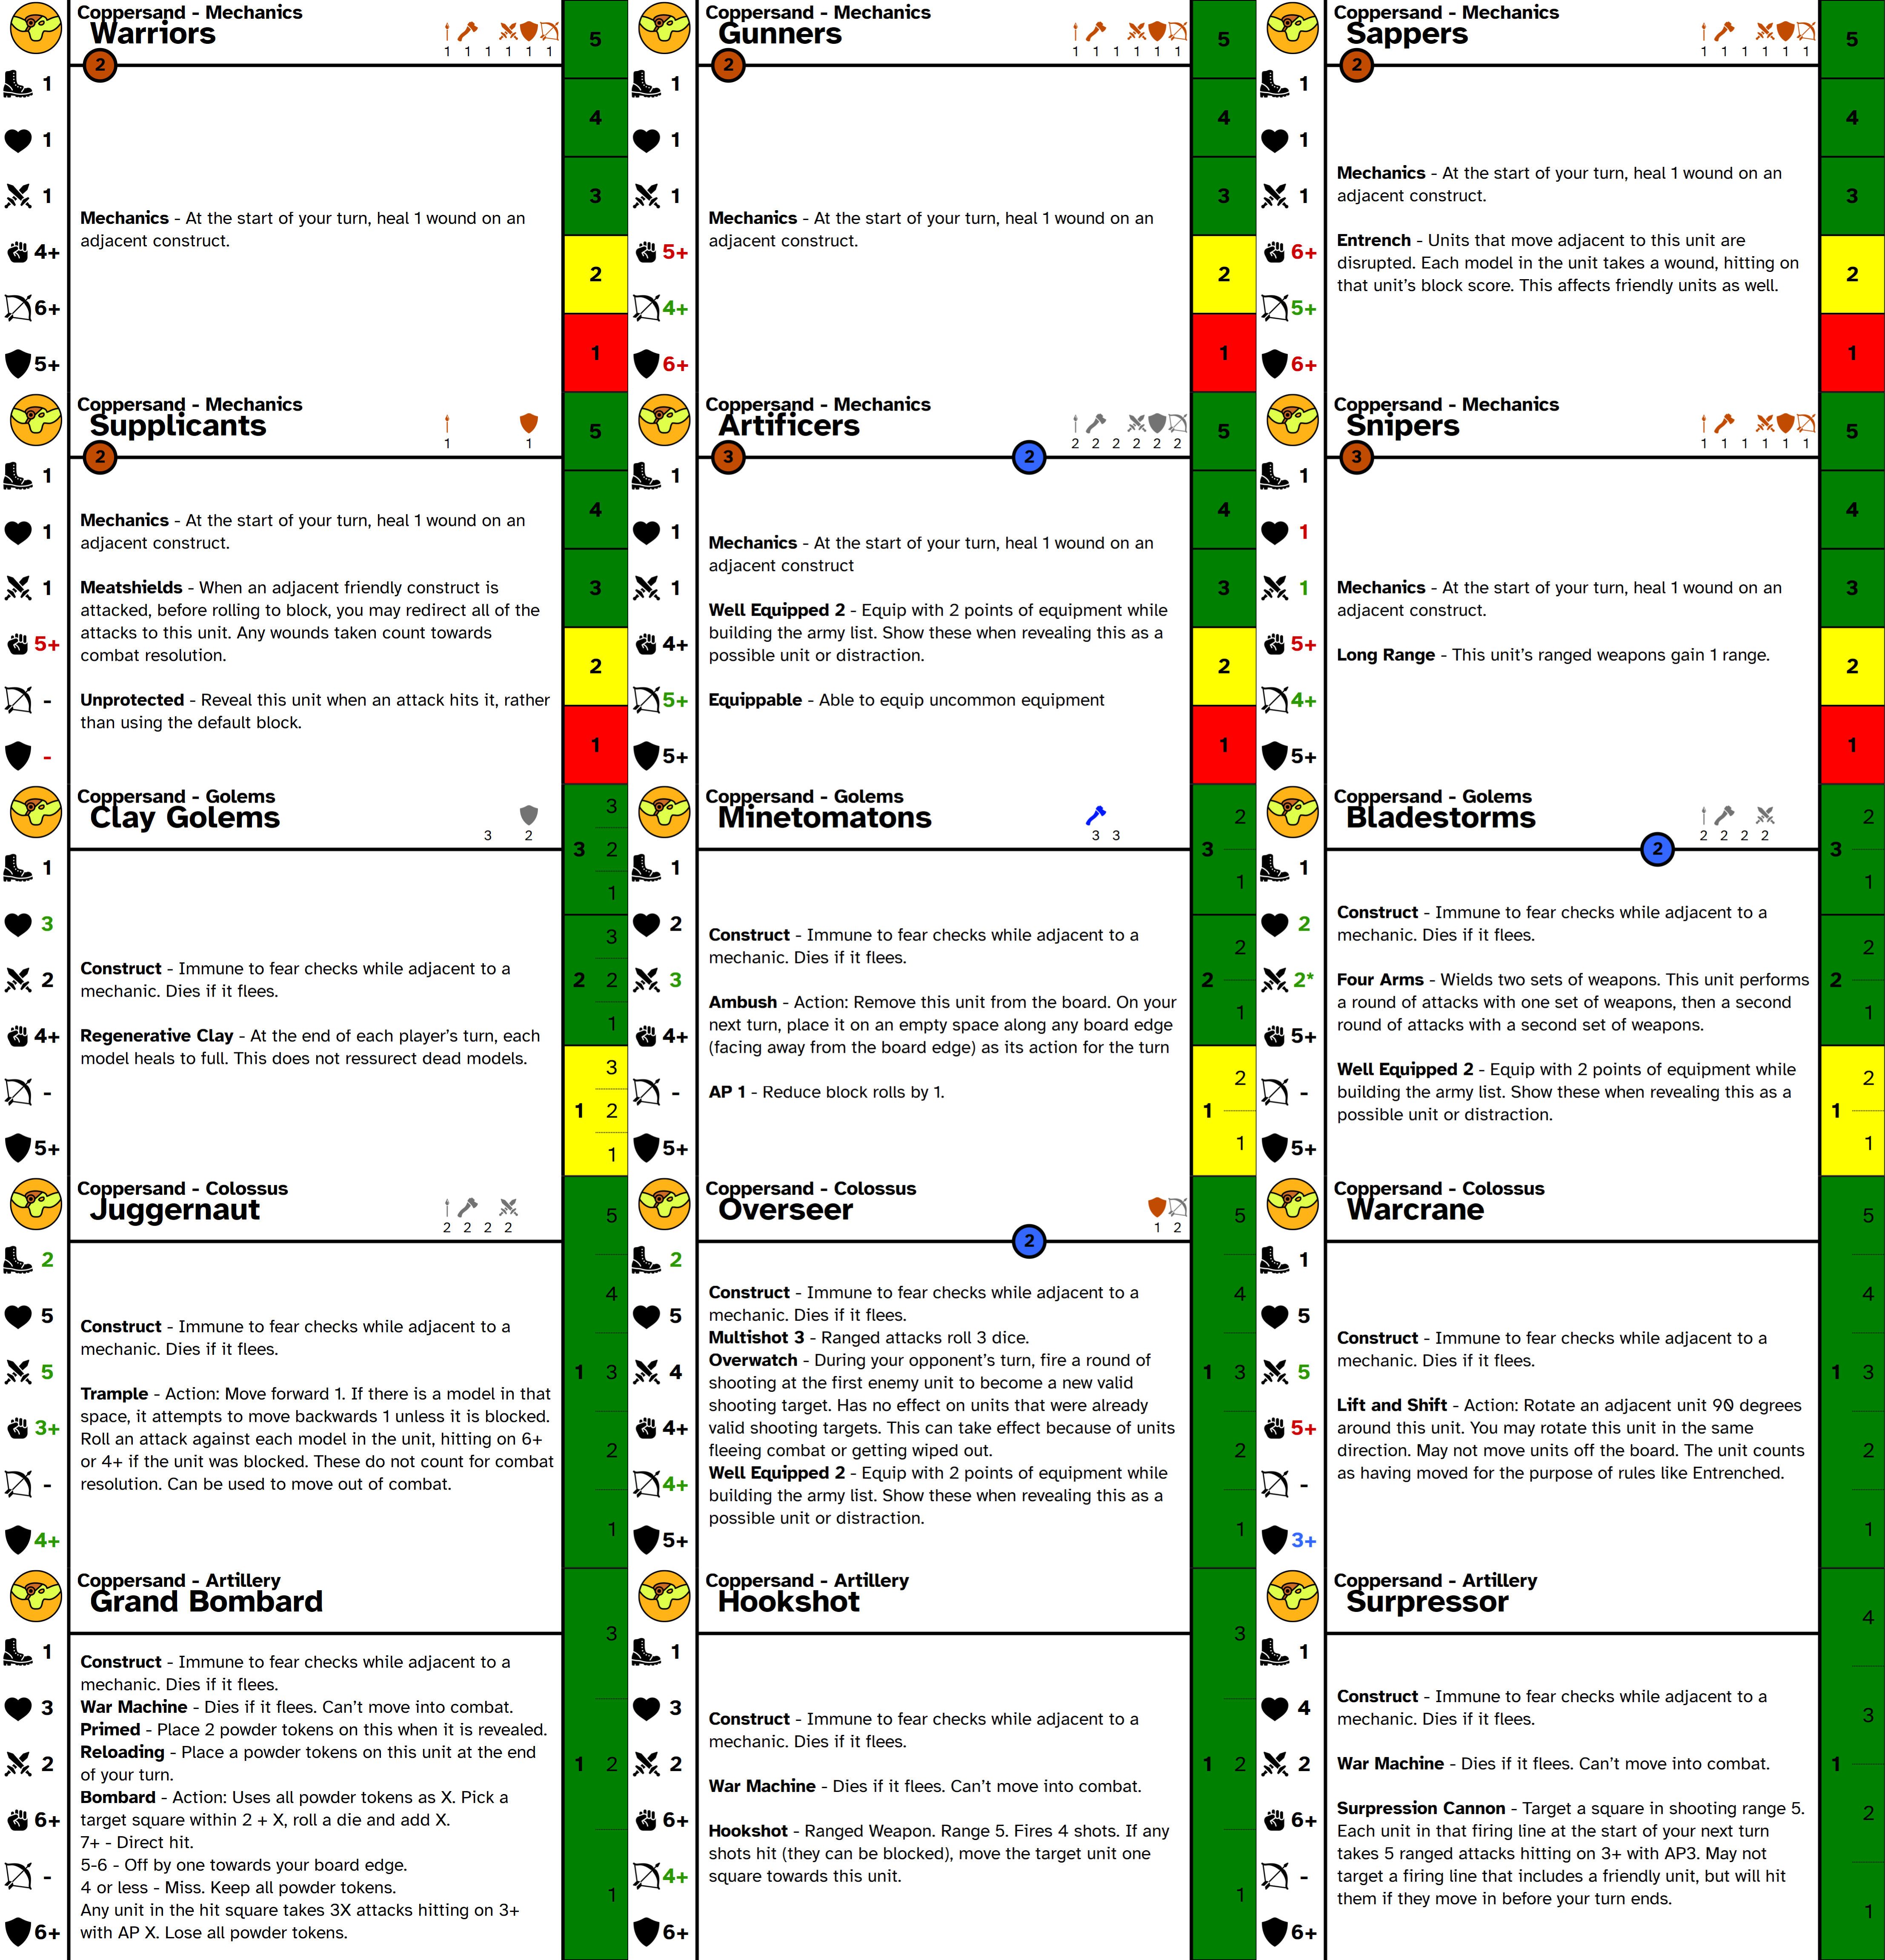 Coppersand - Mechanics
Warriors
1 1 1 1 1 1
2
1
1
1
4+
6+
5+
Mechanics - At the start of your turn, heal 1 wound on an
adjacent construct.
5
4
3
2
1
Coppersand - Mechanics
Gunners
1 1 1 1 1 1
2
1
1
1
5+
4+
6+
Mechanics - At the start of your turn, heal 1 wound on an
adjacent construct.
5
4
3
2
1
Coppersand - Mechanics
Sappers
1 1 1 1 1 1
2
1
1
1
6+
5+
6+
Mechanics - At the start of your turn, heal 1 wound on an
adjacent construct.
Entrench - Units that move adjacent to this unit are
disrupted. Each model in the unit takes a wound, hitting on
that unit's block score. This affects friendly units as well.
5
4
3
2
1
Coppersand - Mechanics
Supplicants
1 1
2
1
1
1
5+
-
-
Mechanics - At the start of your turn, heal 1 wound on an
adjacent construct.
Meatshields - When an adjacent friendly construct is
attacked, before rolling to block, you may redirect all of the
attacks to this unit. Any wounds taken count towards
combat resolution.
Unprotected - Reveal this unit when an attack hits it, rather
than using the default block.
5
4
3
2
1
Coppersand - Mechanics
Artificers
2 2 2 2 2 2
3
2
1
1
1
4+
5+
5+
Mechanics - At the start of your turn, heal 1 wound on an
adjacent construct
Well Equipped 2 - Equip with 2 points of equipment while
building the army list. Show these when revealing this as a
possible unit or distraction.
Equippable - Able to equip uncommon equipment
5
4
3
2
1
Coppersand - Mechanics
Snipers
1 1 1 1 1 1
3
1
1
1
5+
4+
5+
Mechanics - At the start of your turn, heal 1 wound on an
adjacent construct.
Long Range - This unit's ranged weapons gain 1 range.
5
4
3
2
1
Coppersand - Golems
Clay Golems
3 2
1
3
2
4+
-
5+
Construct - Immune to fear checks while adjacent to a
mechanic. Dies if it flees.
Regenerative Clay - At the end of each player's turn, each
model heals to full. This does not ressurect dead models.
3
3
2
1
2
3
2
1
1
3
2
1
Coppersand - Golems
Minetomatons
3 3
1
2
3
4+
-
5+
Construct - Immune to fear checks while adjacent to a
mechanic. Dies if it flees.
Ambush - Action: Remove this unit from the board. On your
next turn, place it on an empty space along any board edge
(facing away from the board edge) as its action for the turn
AP 1 - Reduce block rolls by 1.
3
2
1
2
2
1
1
2
1
Coppersand - Golems
Bladestorms
2 2 2 2
2
1
2
2*
5+
-
5+
Construct - Immune to fear checks while adjacent to a
mechanic. Dies if it flees.
Four Arms - Wields two sets of weapons. This unit performs
a round of attacks with one set of weapons, then a second
round of attacks with a second set of weapons.
Well Equipped 2 - Equip with 2 points of equipment while
building the army list. Show these when revealing this as a
possible unit or distraction.
3
2
1
2
2
1
1
2
1
Coppersand - Colossus
Juggernaut
2 2 2 2
2
5
5
3+
-
4+
Construct - Immune to fear checks while adjacent to a
mechanic. Dies if it flees.
Trample - Action: Move forward 1. If there is a model in that
space, it attempts to move backwards 1 unless it is blocked.
Roll an attack against each model in the unit, hitting on 6+
or 4+ if the unit was blocked. These do not count for combat
resolution. Can be used to move out of combat.
1
5
4
3
2
1
Coppersand - Colossus
Overseer
1 2
2
2
5
4
4+
4+
5+
Construct - Immune to fear checks while adjacent to a
mechanic. Dies if it flees.
Multishot 3 - Ranged attacks roll 3 dice.
Overwatch - During your opponent's turn, fire a round of
shooting at the first enemy unit to become a new valid
shooting target. Has no effect on units that were already
valid shooting targets. This can take effect because of units
fleeing combat or getting wiped out.
Well Equipped 2 - Equip with 2 points of equipment while
building the army list. Show these when revealing this as a
possible unit or distraction.
1
5
4
3
2
1
Coppersand - Colossus
Warcrane
1
5
5
5+
-
3+
Construct - Immune to fear checks while adjacent to a
mechanic. Dies if it flees.
Lift and Shift - Action: Rotate an adjacent unit 90 degrees
around this unit. You may rotate this unit in the same
direction. May not move units off the board. The unit counts
as having moved for the purpose of rules like Entrenched.
1
5
4
3
2
1
Coppersand - Artillery
Grand Bombard
1
3
2
6+
-
6+
Construct - Immune to fear checks while adjacent to a
mechanic. Dies if it flees.
War Machine - Dies if it flees. Can't move into combat.
Primed - Place 2 powder tokens on this when it is revealed.
Reloading - Place a powder tokens on this unit at the end
of your turn.
Bombard - Action: Uses all powder tokens as X. Pick a
target square within 2 + X, roll a die and add X.
7+ - Direct hit.
5-6 - Off by one towards your board edge.
4 or less - Miss. Keep all powder tokens.
Any unit in the hit square takes 3X attacks hitting on 3+
with AP X. Lose all powder tokens.
1
3
2
1
Coppersand - Artillery
Hookshot
1
3
2
6+
4+
6+
Construct - Immune to fear checks while adjacent to a
mechanic. Dies if it flees.
War Machine - Dies if it flees. Can't move into combat.
Hookshot - Ranged Weapon. Range 5. Fires 4 shots. If any
shots hit (they can be blocked), move the target unit one
square towards this unit.
1
3
2
1
Coppersand - Artillery
Surpressor
1
4
2
6+
-
6+
Construct - Immune to fear checks while adjacent to a
mechanic. Dies if it flees.
War Machine - Dies if it flees. Can't move into combat.
Surpression Cannon - Target a square in shooting range 5.
Each unit in that firing line at the start of your next turn
takes 5 ranged attacks hitting on 3+ with AP3. May not
target a firing line that includes a friendly unit, but will hit
them if they move in before your turn ends.
1
4
3
2
1